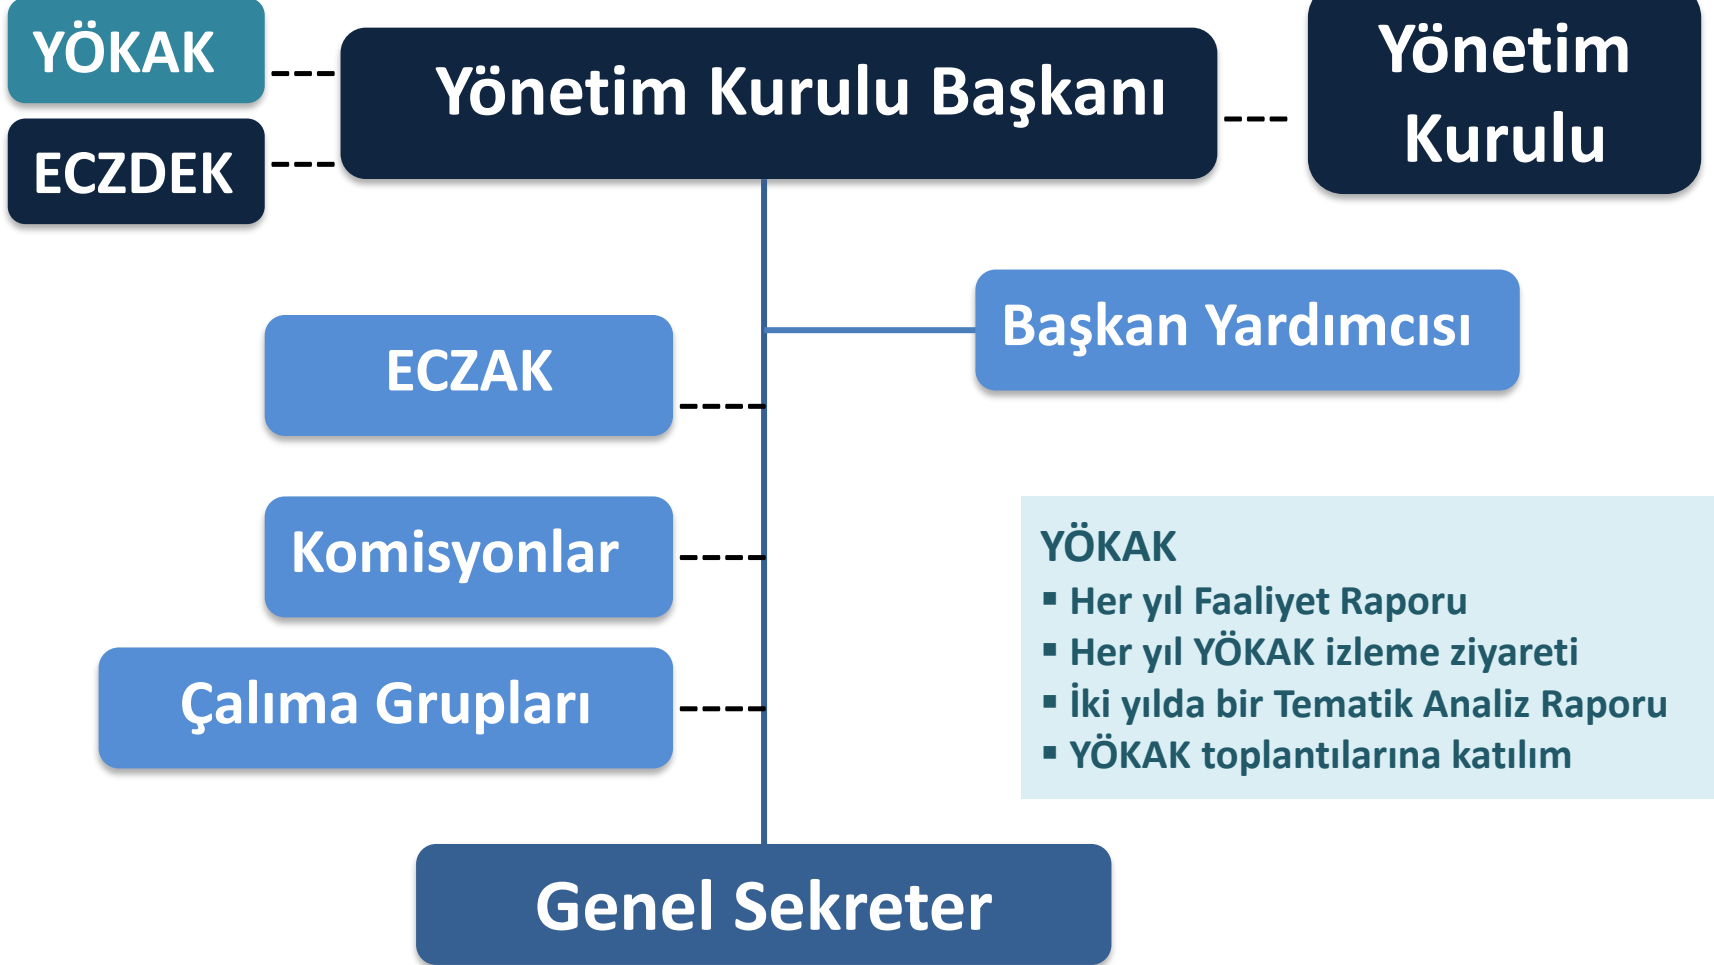 YÖKAK
ECZDEK
Yönetim Kurulu Başkanı
Yönetim
Kurulu
Başkan Yardımcısı
ECZAK
Komisyonlar
Çalıma Grupları
YÖKAK
▪ Her yıl Faaliyet Raporu
▪ Her yıl YÖKAK izleme ziyareti
▪ İki yılda bir Tematik Analiz Raporu
▪ YÖKAK toplantılarına katılım
Genel Sekreter